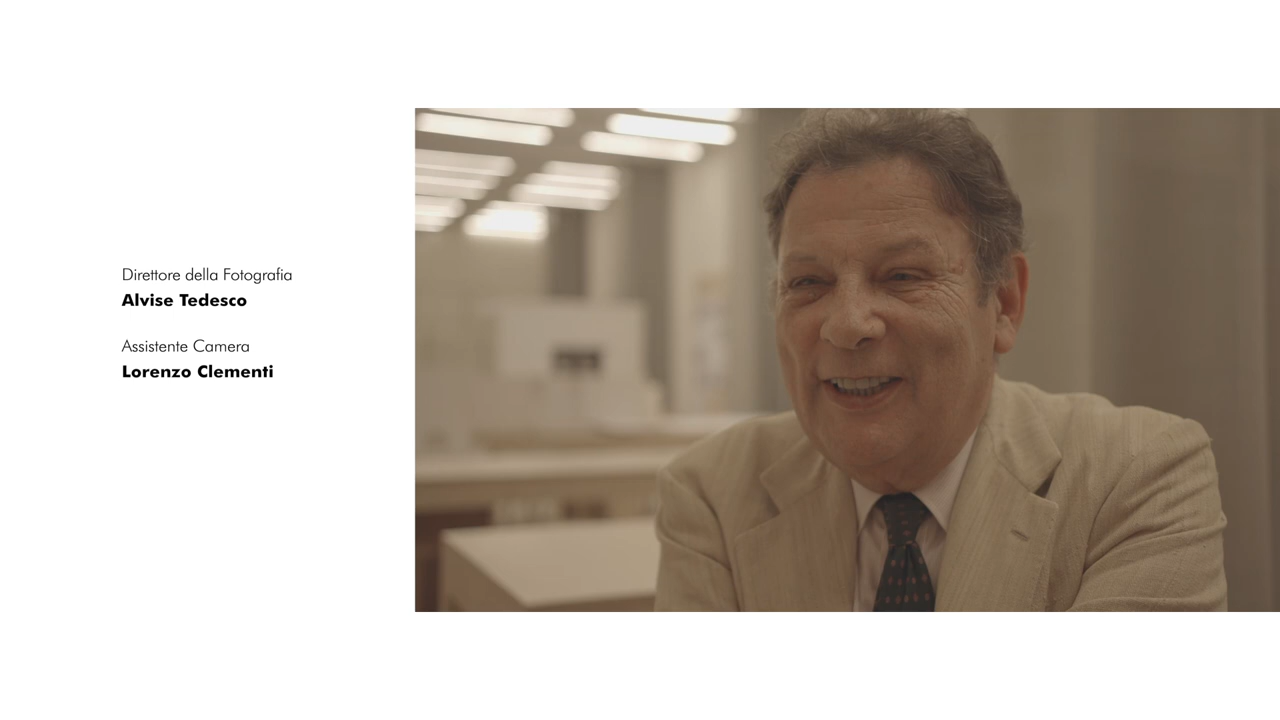 Direttore della Fotografia
Alvise Tedesco
Assistente Camera
Lorenzo Clementi